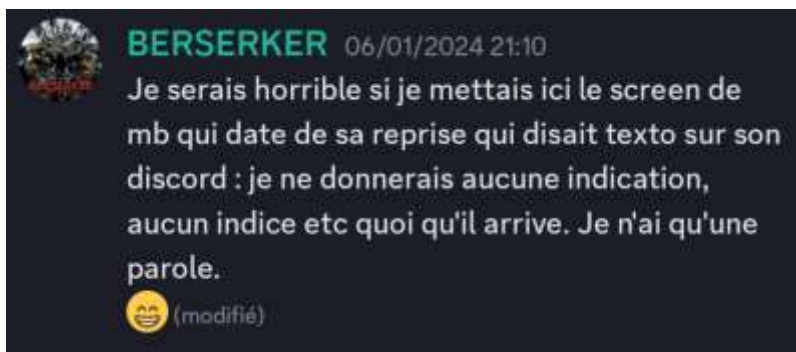 BERSERKER 06/01/2024 21:10
Je serais horrible si je mettais ici le screen de
mb qui date de sa reprise qui disait texto sur son
discord : je ne donnerais aucune indication,
aucun indice etc quoi qu'il arrive. Je n'ai qu'une
parole.
😁 (modifié)